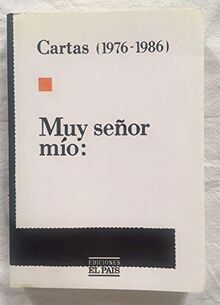 Cartas (1976-1986)
Muy señor
mío:
EDICIONES
EL PAIS